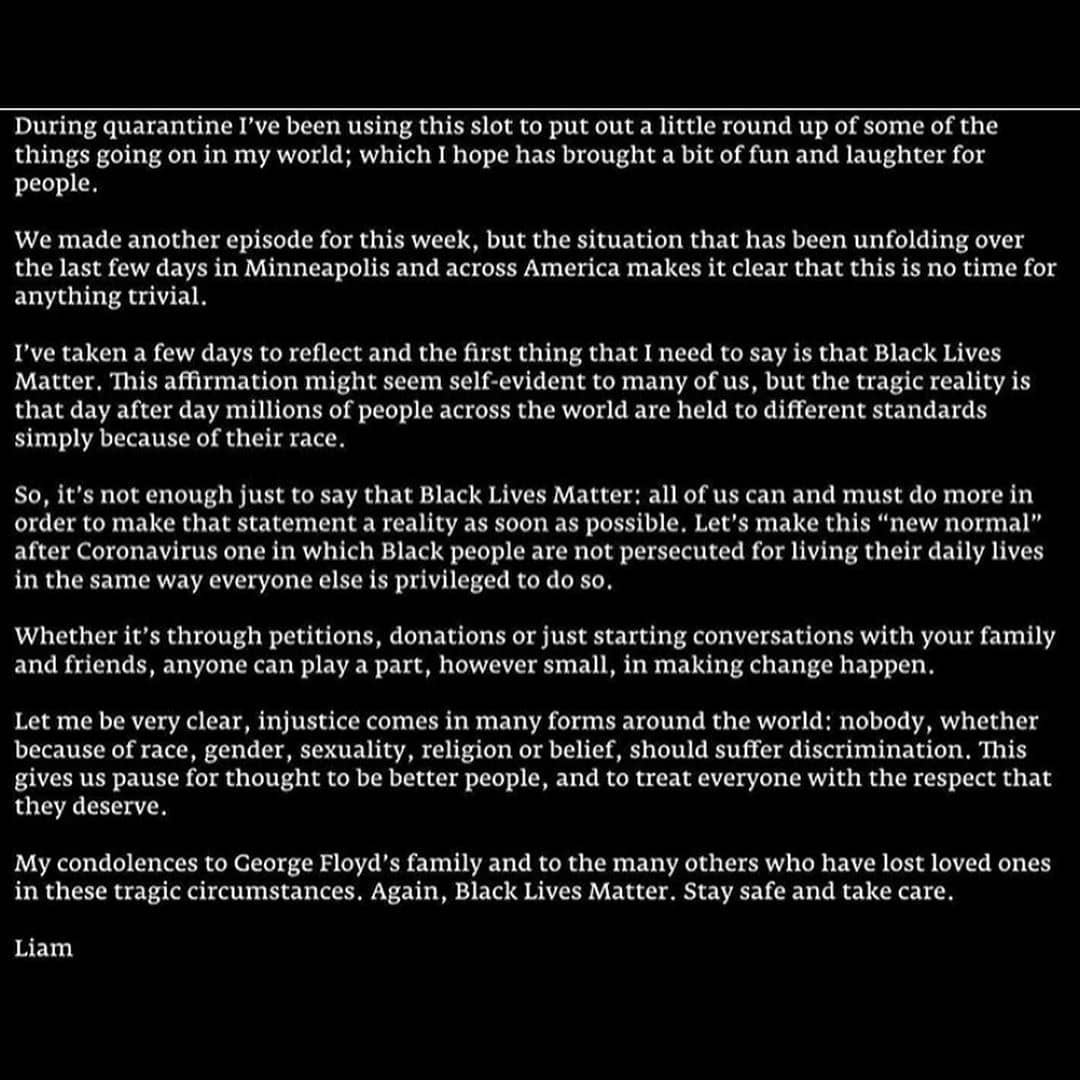 During quarantine I’ve been using this slot to put out a little round up of some of the
things going on in my world; which I hope has brought a bit of fun and laughter for
people.
We made another episode for this week, but the situation that has been unfolding over
the last few days in Minneapolis and across America makes it clear that this is no time for
anything trivial.
I’ve taken a few days to reflect and the first thing that I need to say is that Black Lives
Matter. This affirmation might seem self-evident to many of us, but the tragic reality is
that day after day millions of people across the world are held to different standards
simply because of their race.
So, it’s not enough just to say that Black Lives Matter: all of us can and must do more in
order to make that statement a reality as soon as possible. Let’s make this “new normal”
after Coronavirus one in which Black people are not persecuted for living their daily lives
in the same way everyone else is privileged to do so.
Whether it’s through petitions, donations or just starting conversations with your family
and friends, anyone can play a part, however small, in making change happen.
Let me be very clear, injustice comes in many forms around the world: nobody, whether
because of race, gender, sexuality, religion or belief, should suffer discrimination. This
gives us pause for thought to be better people, and to treat everyone with the respect that
they deserve.
My condolences to George Floyd’s family and to the many others who have lost loved ones
in these tragic circumstances. Again, Black Lives Matter. Stay safe and take care.
Liam